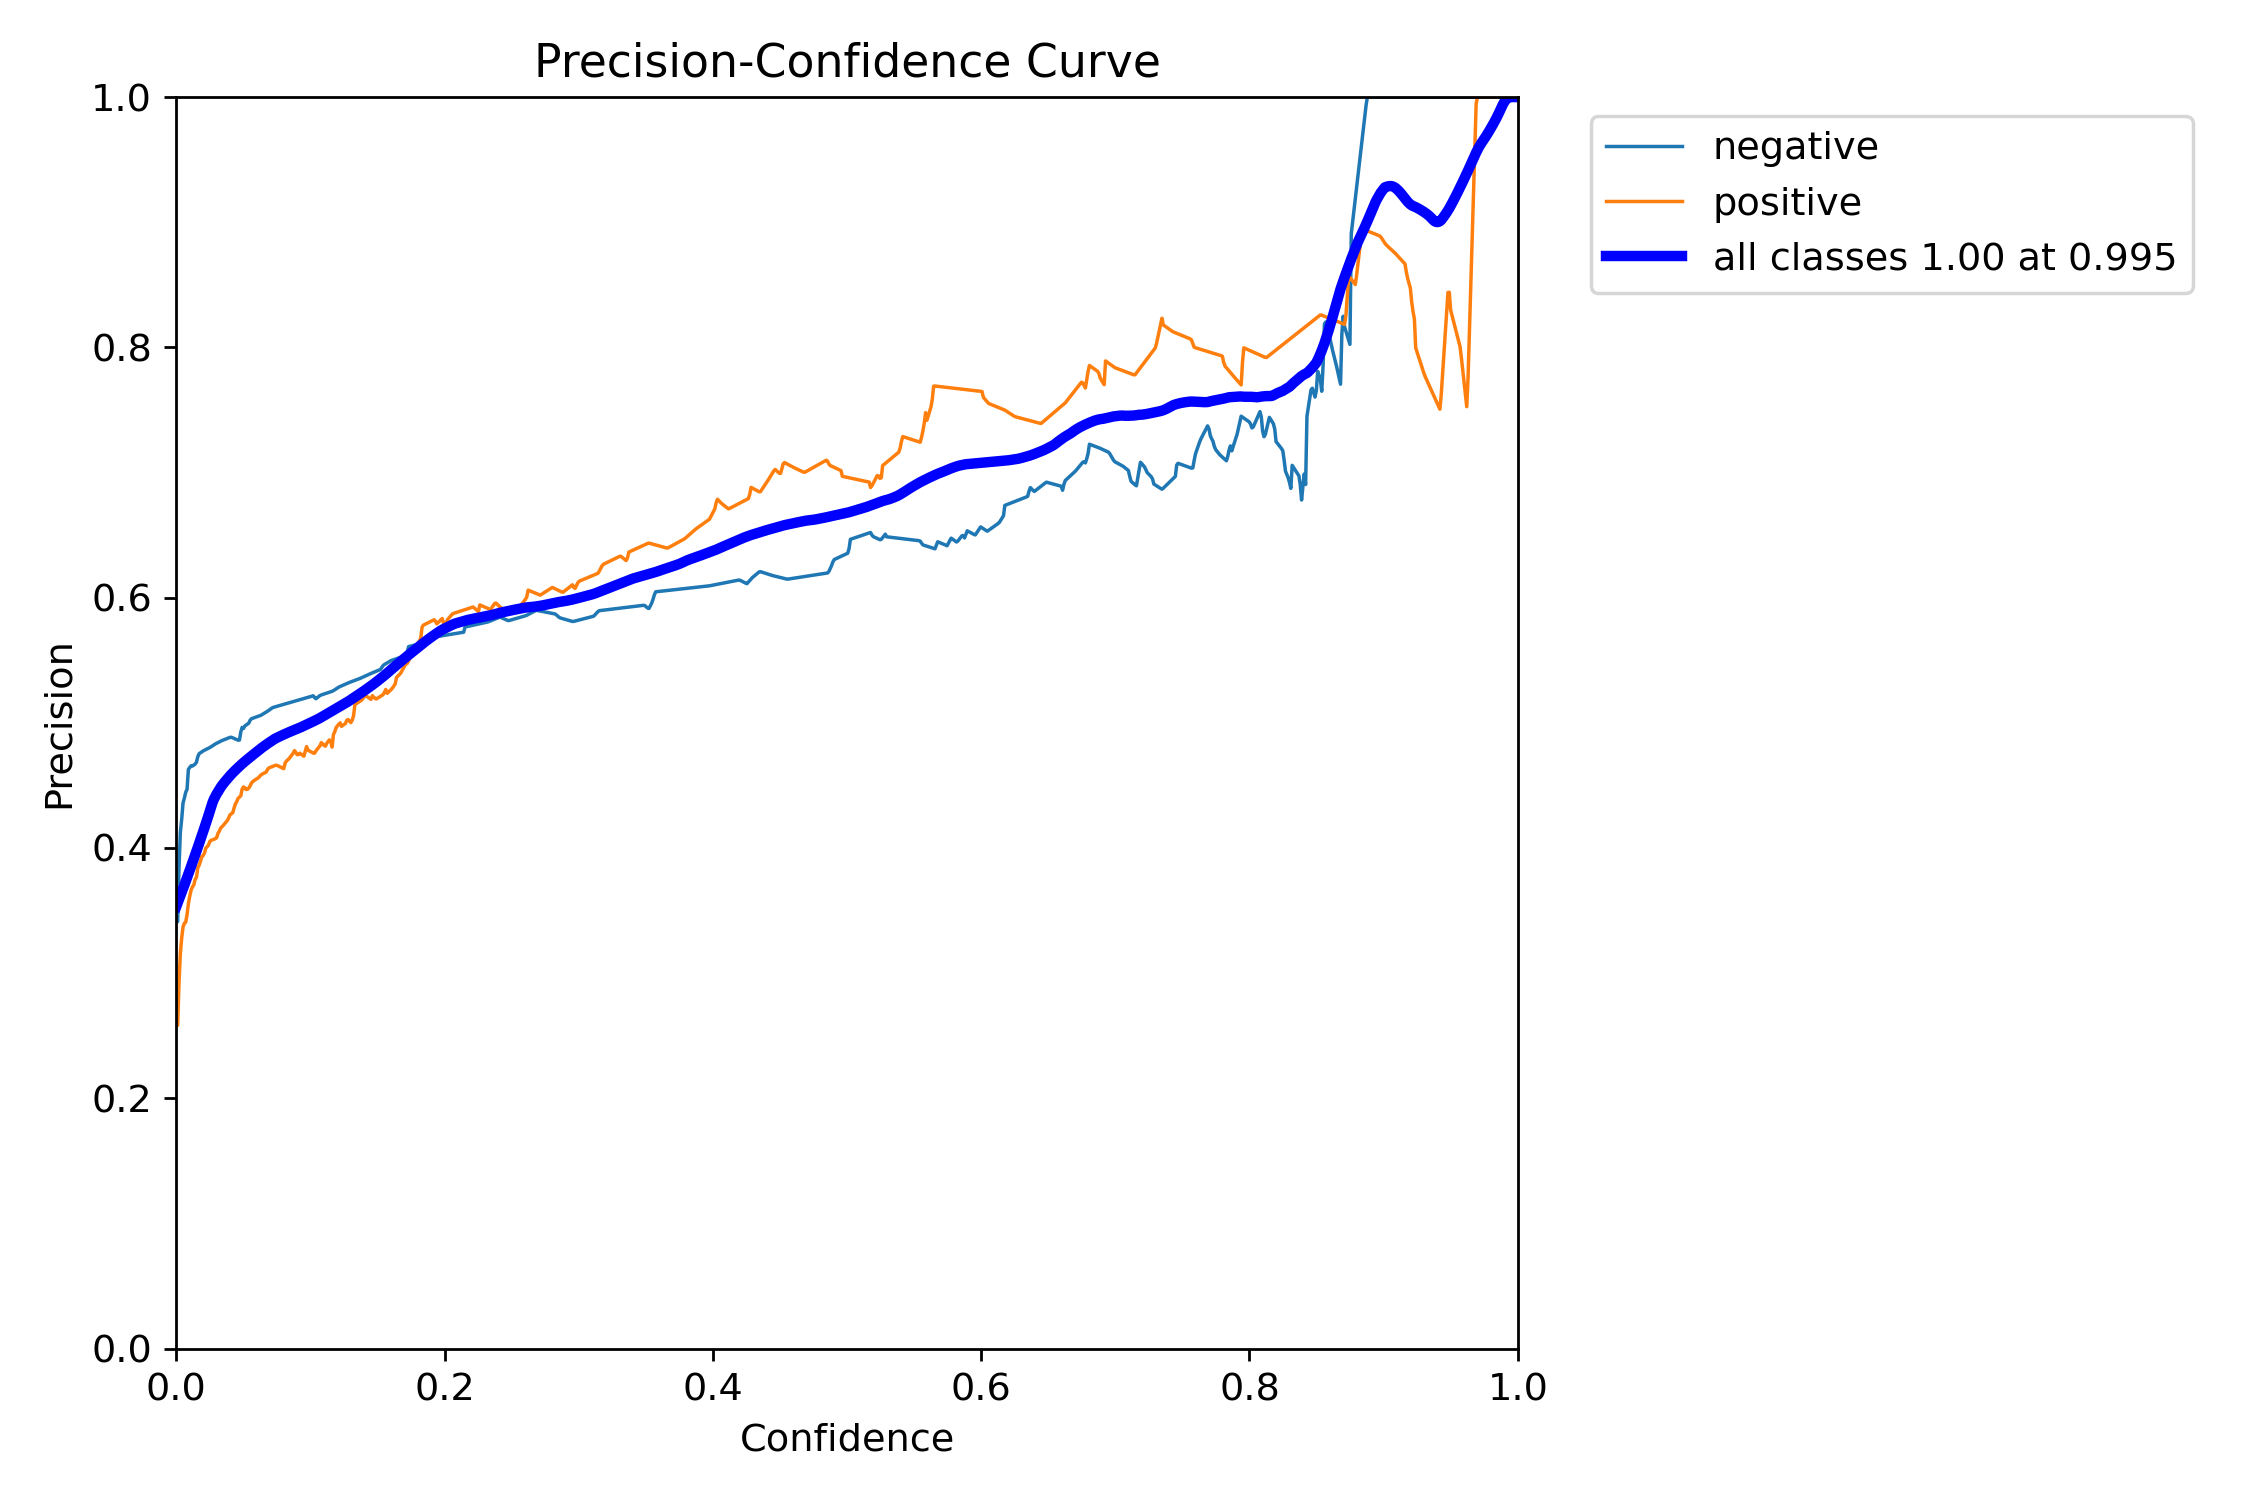 Precision-Confidence Curve
1.0
0.8
0.6
0.4
0.2
0.0
Precision
0.0 0.2 0.4 0.6 0.8 1.0
Confidence
negative
positive
all classes 1.00 at 0.995